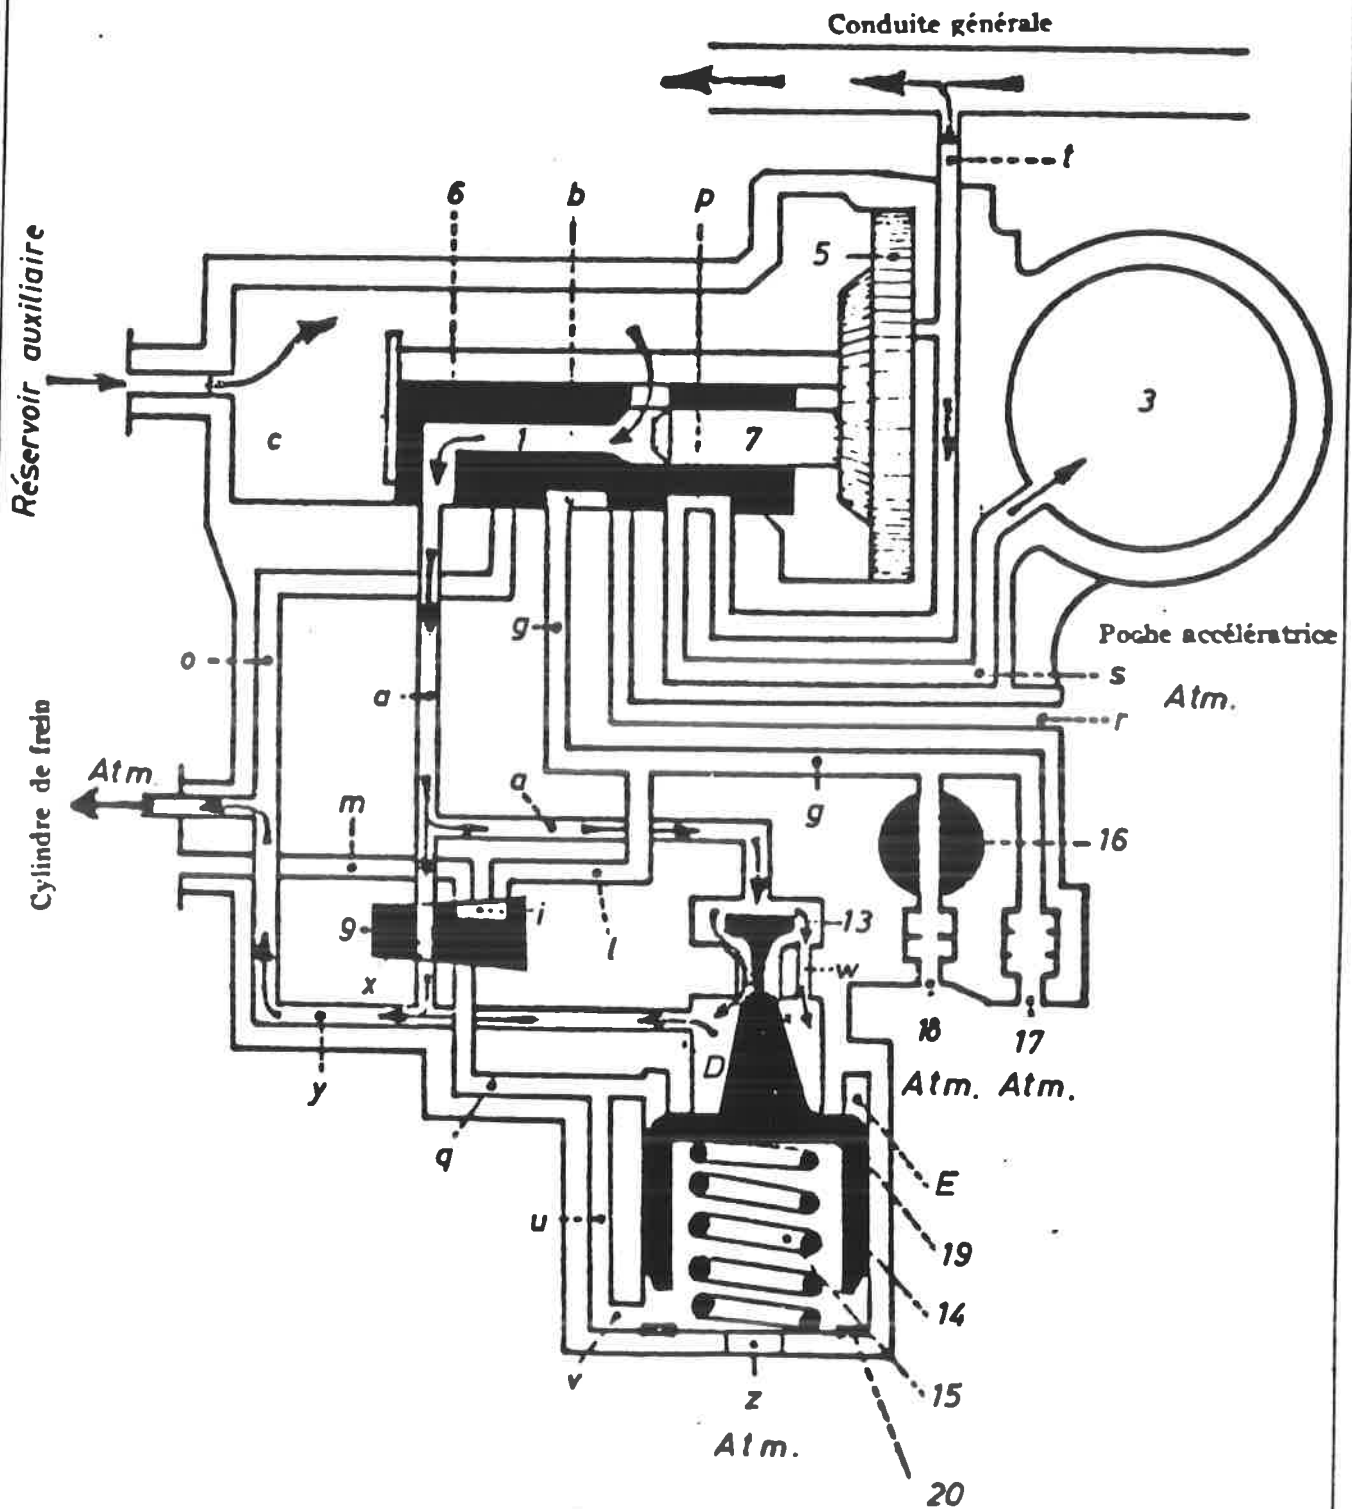 Conduite générale
t
6 b p
5
Réservoir auxiliaire
3
c
1
7
g
Poche accélératrice
o
s
a
Atm.
r
Cylindre de frein
Atm.
m
a
g
16
9
i
l
13
w
x
18
17
D
Atm. Atm.
y
q
E
u
19
14
v
z
15
Atm.
20